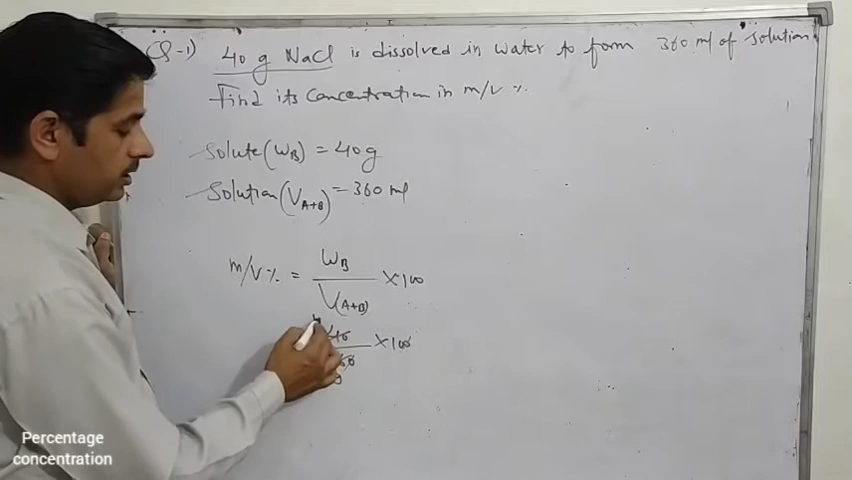 Q-1) 40 g NaCl is dissolved in water to form 360 ml of solution
Find its concentration in m/V %.
Solute (WB) = 40g
Solution (VA+B) = 360 ml
m/V % = WB / V(A+B) × 100
40 / × 100
Percentage
concentration